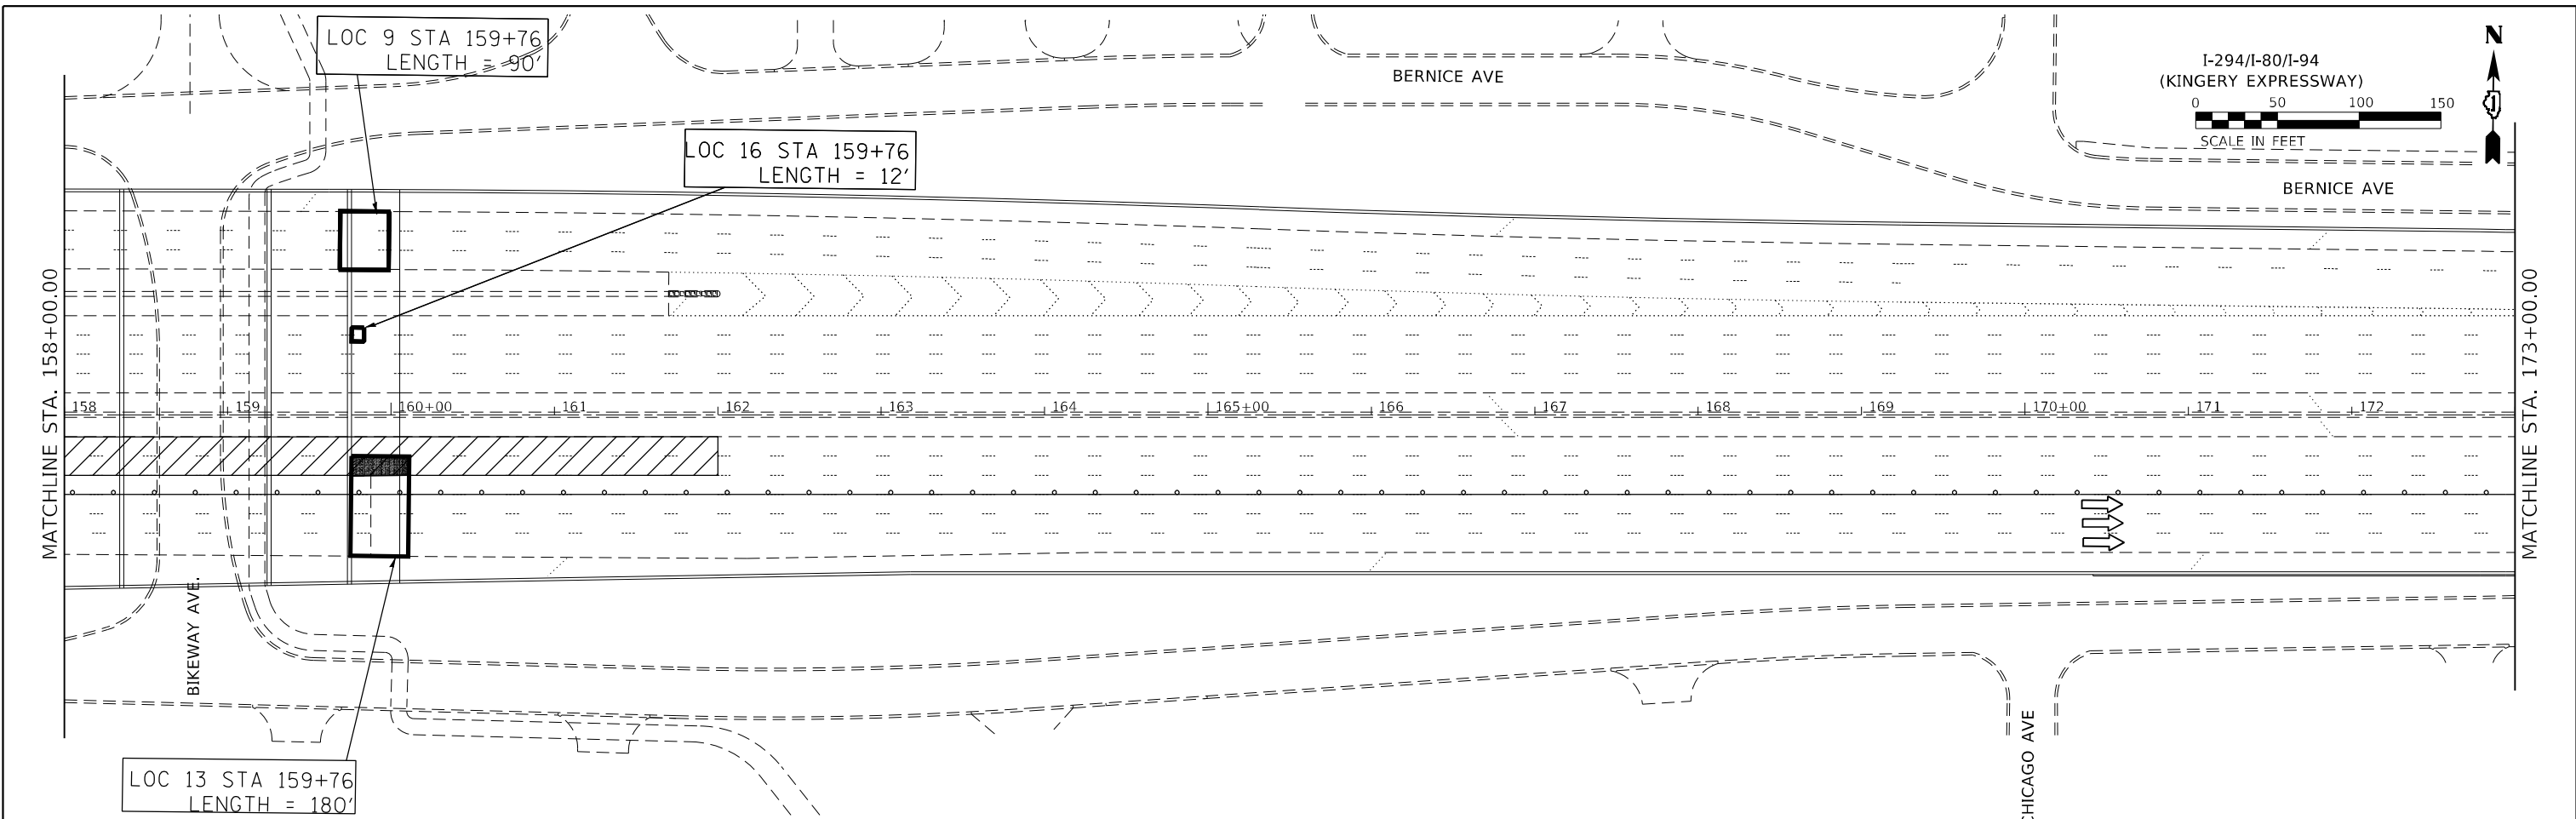 LOC 9 STA 159+76
LENGTH = 90'
LOC 16 STA 159+76
LENGTH = 12'
BERNICE AVE
I-294/I-80/I-94
(KINGERY EXPRESSWAY)
0 50 100 150
SCALE IN FEET
N
1
BERNICE AVE
MATCHLINE STA. 158+00.00
158 159 160+00 161 162 163 164 165+00 166 167 168 169 170+00 171 172
MATCHLINE STA. 173+00.00
BIKEWAY AVE.
CHICAGO AVE
LOC 13 STA 159+76
LENGTH = 180'